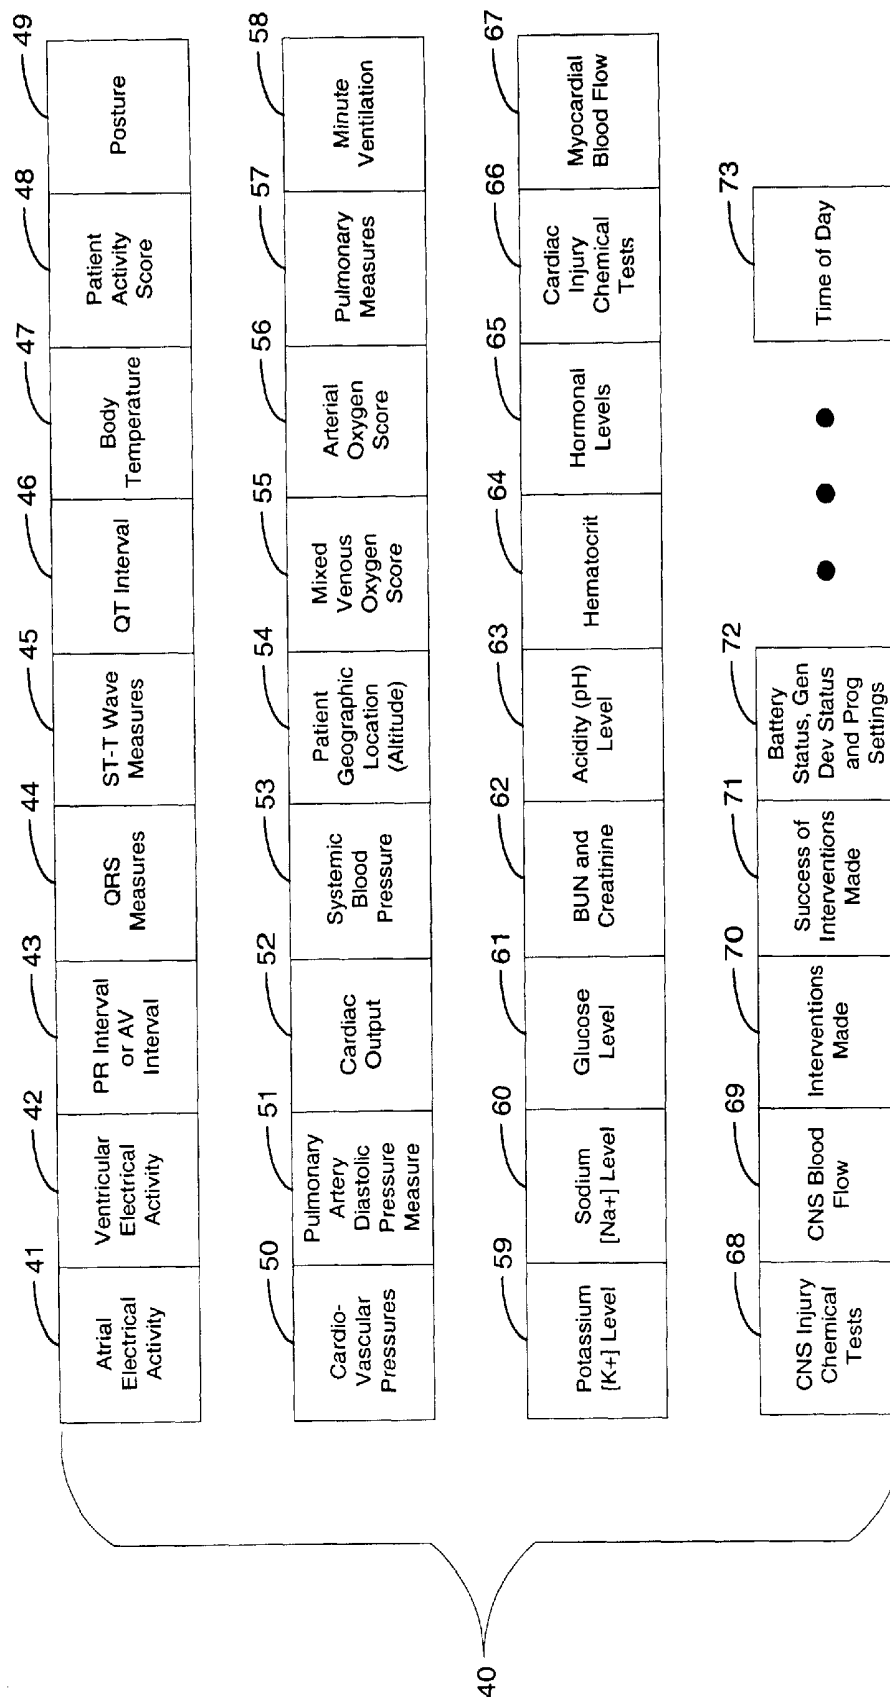 40
41
Atrial
Electrical
Activity
42
Ventricular
Electrical
Activity
43
PR Interval
or AV
Interval
44
QRS
Measures
45
ST-T Wave
Measures
46
QT Interval
47
Body
Temperature
48
Patient
Activity
Score
49
Posture
50
Cardio-
Vascular
Pressures
51
Pulmonary
Artery
Diastolic
Pressure
Measure
52
Cardiac
Output
53
Systemic
Blood
Pressure
54
Patient
Geographic
Location
(Altitude)
55
Mixed
Venous
Oxygen
Score
56
Arterial
Oxygen
Score
57
Pulmonary
Measures
58
Minute
Ventilation
59
Potassium
[K+] Level
60
Sodium
[Na+] Level
61
Glucose
Level
62
BUN and
Creatinine
63
Acidity (pH)
Level
64
Hematocrit
65
Hormonal
Levels
66
Cardiac
Injury
Chemical
Tests
67
Myocardial
Blood Flow
68
CNS Injury
Chemical
Tests
69
CNS Blood
Flow
70
Interventions
Made
71
Success of
Interventions
Made
72
Battery
Status, Gen
Dev Status
and Prog
Settings
73
Time of Day